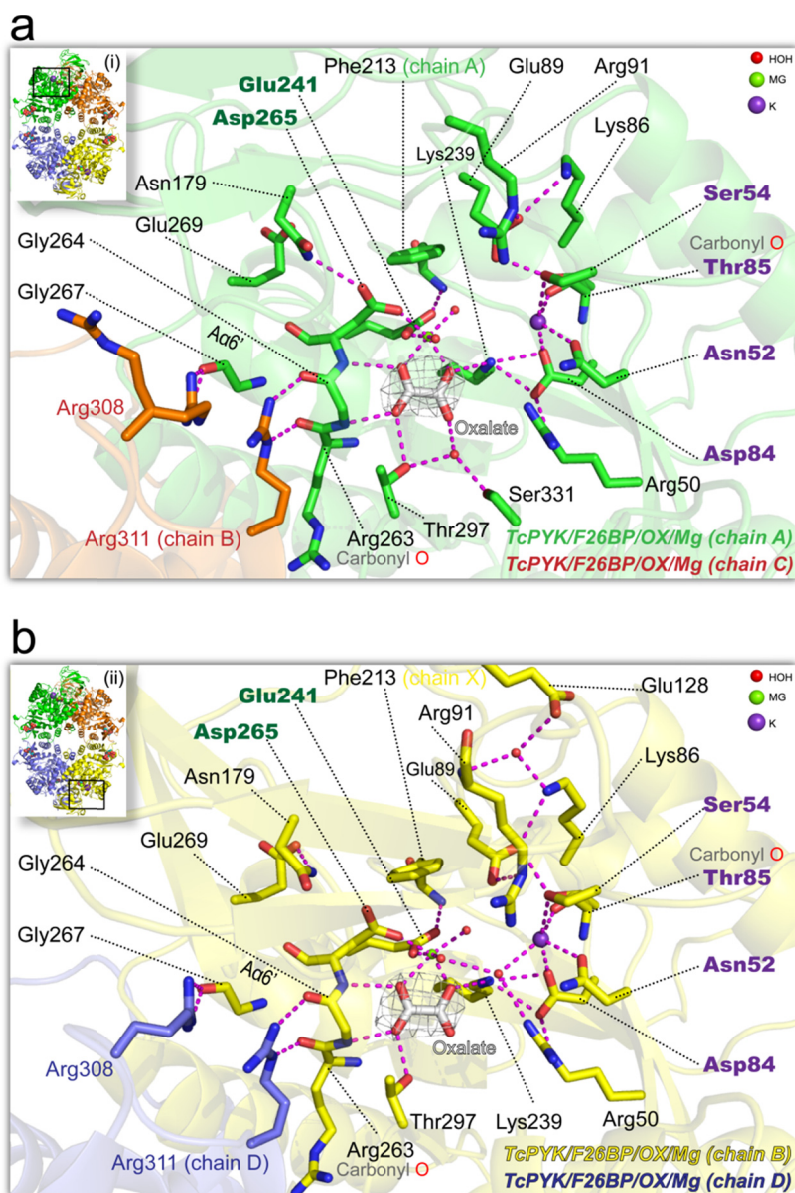 a
(i)
Phe213 (chain A)
Glu89
Arg91
HOH
MG
K
Glu241
Asp265
Lys239
Lys86
Asn179
Ser54
Glu269
Carbonyl O
Gly264
Thr85
Gly267
Aα6'
Asn52
Arg308
Oxalate
Asp84
Arg50
Ser331
Thr297
Arg311 (chain B)
Arg263
Carbonyl O
TcPYK/F26BP/OX/Mg (chain A)
TcPYK/F26BP/OX/Mg (chain C)
b
(ii)
Phe213 (chain X)
Glu128
HOH
MG
K
Glu241
Arg91
Asp265
Lys86
Asn179
Glu89
Ser54
Glu269
Carbonyl O
Gly264
Thr85
Gly267
Aα6'
Asn52
Oxalate
Arg308
Asp84
Thr297
Lys239
Arg50
Arg311 (chain D)
Arg263
Carbonyl O
TcPYK/F26BP/OX/Mg (chain B)
TcPYK/F26BP/OX/Mg (chain D)